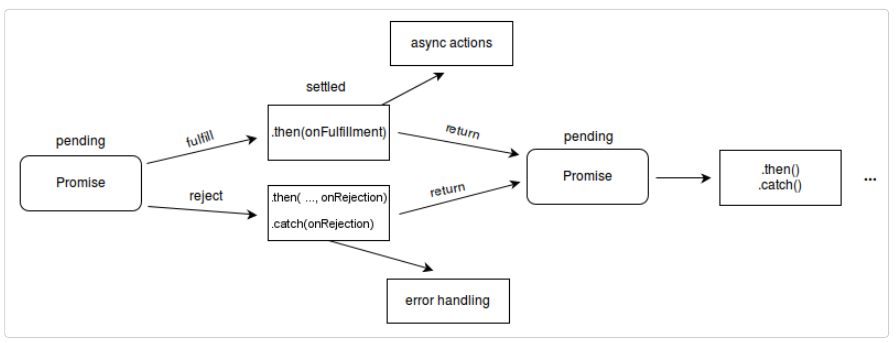 async actions
settled
.then(onFulfillment)
pending
fulfill
return
pending
Promise
reject
.then( ..., onRejection)
.catch(onRejection)
return
Promise
.then()
.catch()
...
error handling